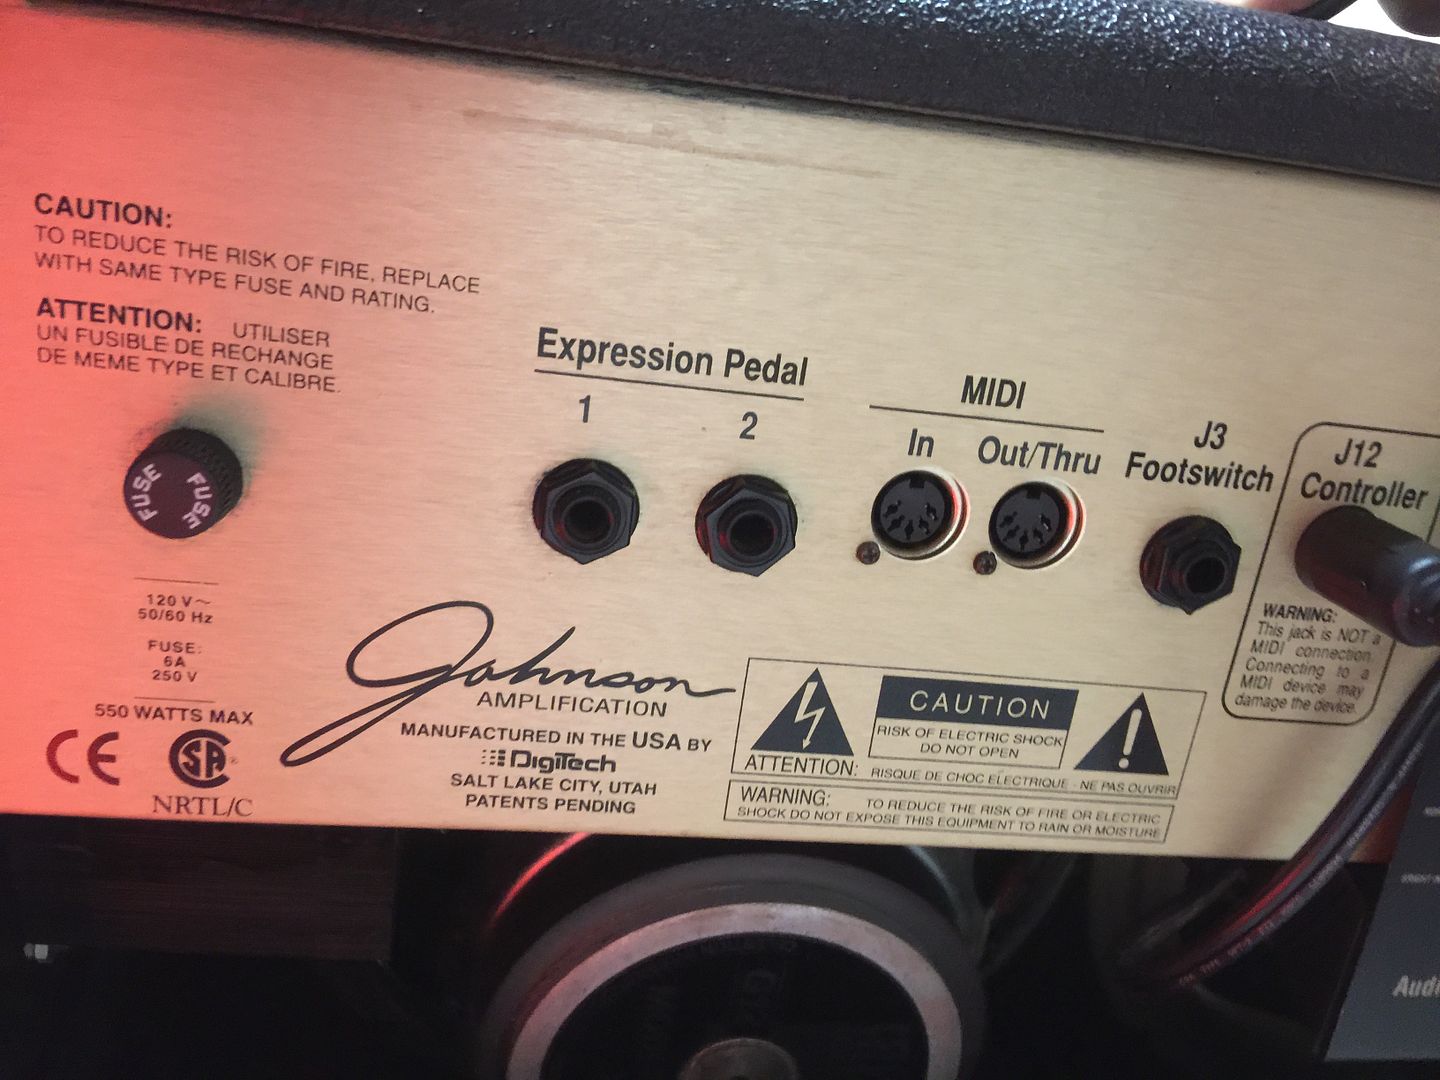 CAUTION:
TO REDUCE THE RISK OF FIRE, REPLACE
WITH SAME TYPE FUSE AND RATING.
ATTENTION: UTILISER
UN FUSIBLE DE RECHANGE
DE MEME TYPE ET CALIBRE.
FUSE
FUSE
120 V~
50/60 Hz
FUSE:
6A
250 V
550 WATTS MAX
CE
SA
NRTL/C
Expression Pedal
1
2
MIDI
In
Out/Thru
J3
Footswitch
J12
Controller
WARNING:
This jack is NOT a
MIDI connection.
Connecting to a
MIDI device may
damage the device.
Johnson
AMPLIFICATION
MANUFACTURED IN THE USA BY
DigiTech
SALT LAKE CITY, UTAH
PATENTS PENDING
CAUTION
RISK OF ELECTRIC SHOCK
DO NOT OPEN
ATTENTION: RISQUE DE CHOC ELECTRIQUE - NE PAS OUVRIR
WARNING: TO REDUCE THE RISK OF FIRE OR ELECTRIC
SHOCK DO NOT EXPOSE THIS EQUIPMENT TO RAIN OR MOISTURE